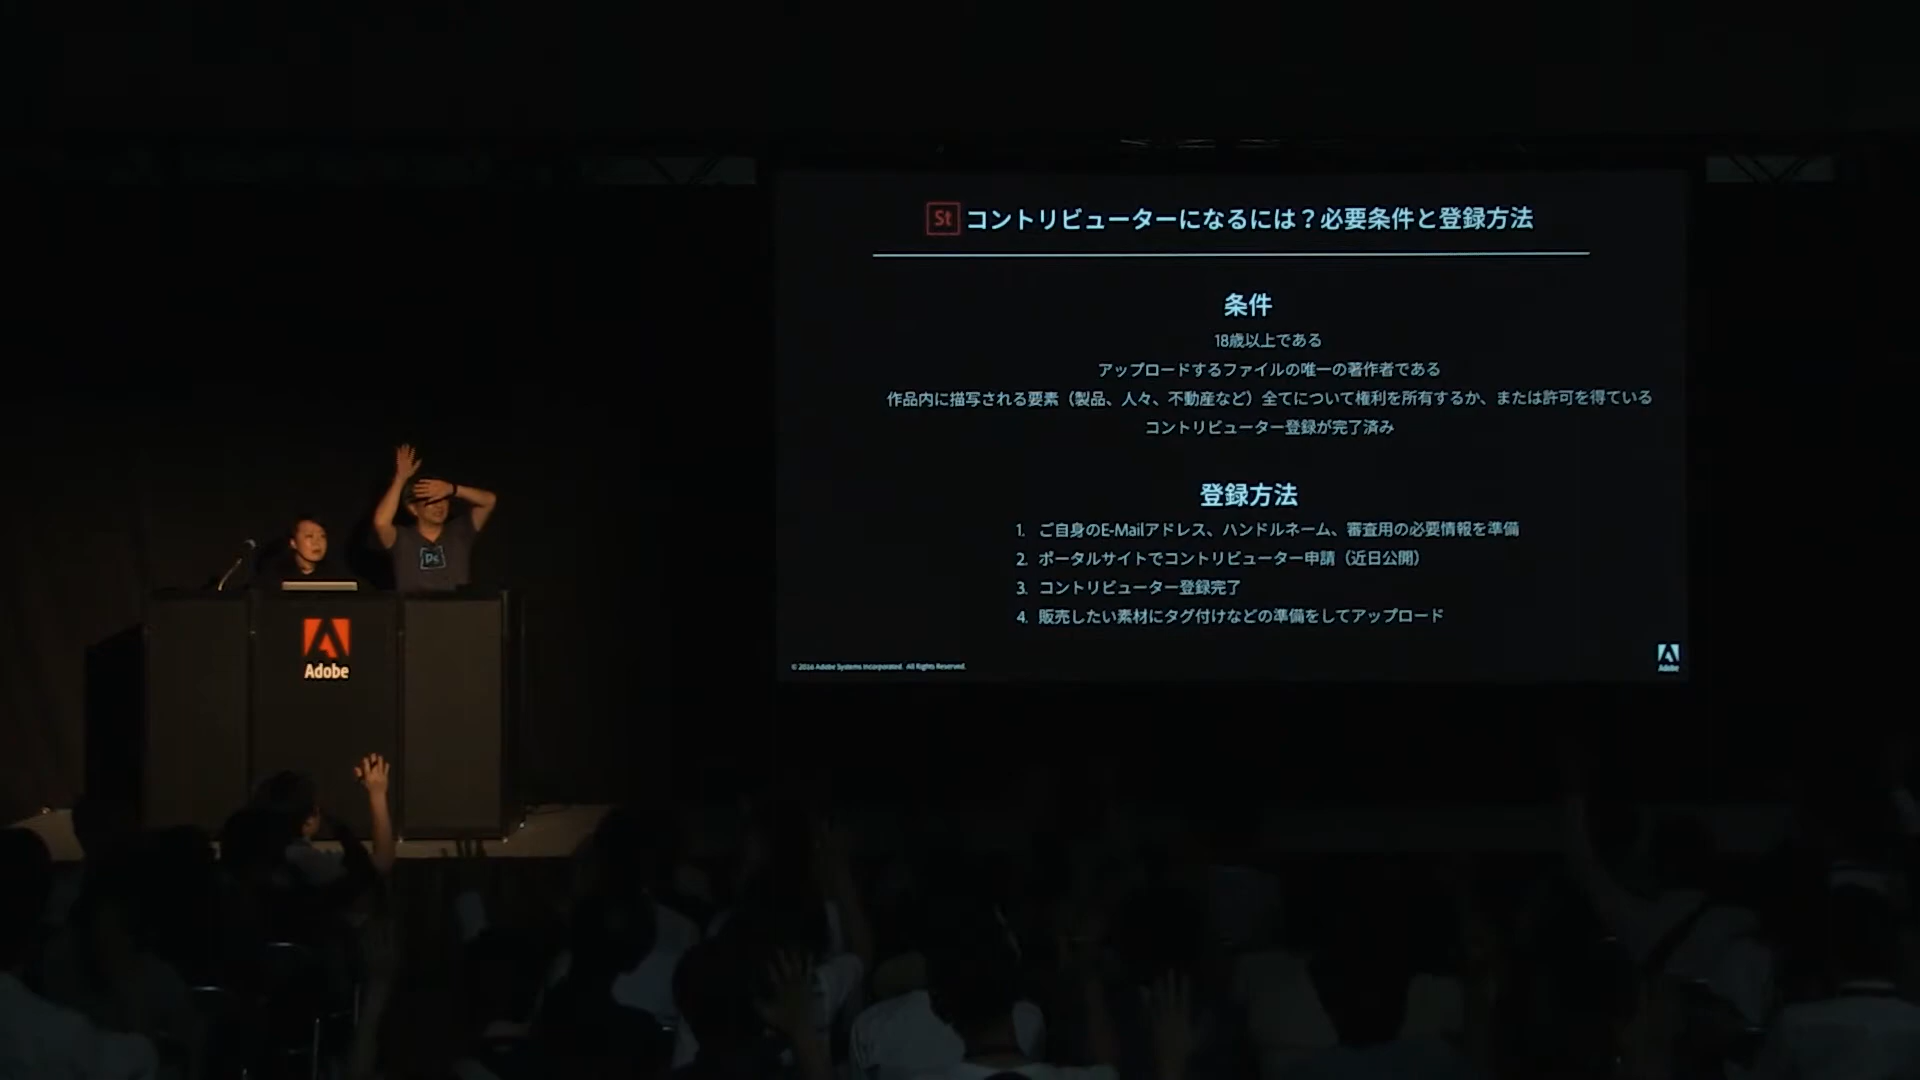 St コントリビューターになるには？必要条件と登録方法
条件
18歳以上である
アップロードするファイルの唯一の著作者である
作品内に描写される要素（製品、人々、不動産など）全てについて権利を所有するか、または許可を得ている
コントリビューター登録が完了済み
登録方法
1. ご自身のE-Mailアドレス、ハンドルネーム、審査用の必要情報を準備
2. ポータルサイトでコントリビューター申請（近日公開）
3. コントリビューター登録完了
4. 販売したい素材にタグ付けなどの準備をしてアップロード
© 2016 Adobe Systems Incorporated. All Rights Reserved.
Adobe
Ps
Adobe